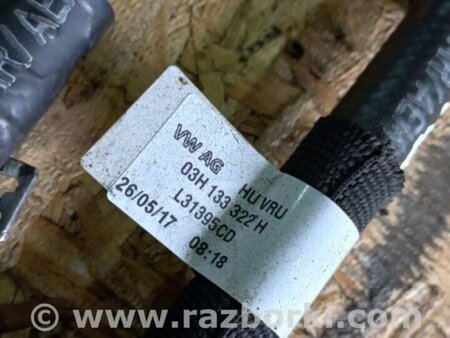 VW AG HU VRU
03H 133 322 H
L31395CD
26/05/17 08:18
© www.razborki.com